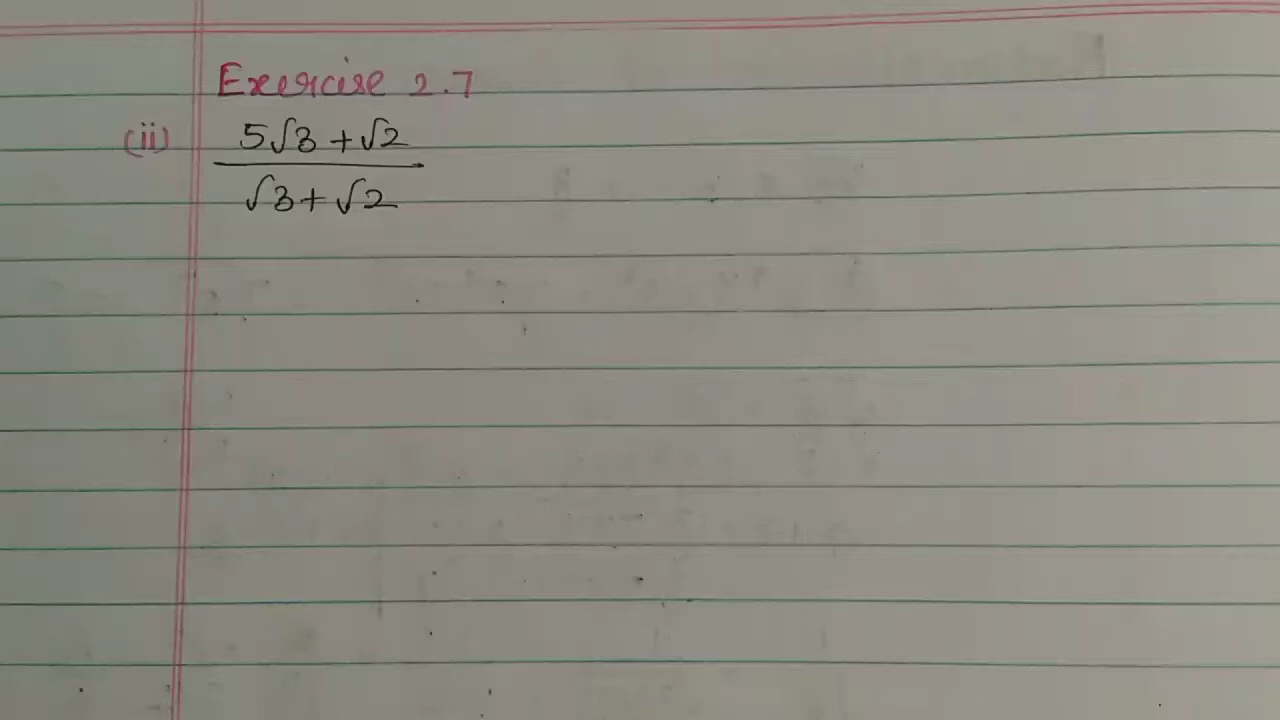 Exercise 2.7
(ii) 5√3 + √2
√3 + √2